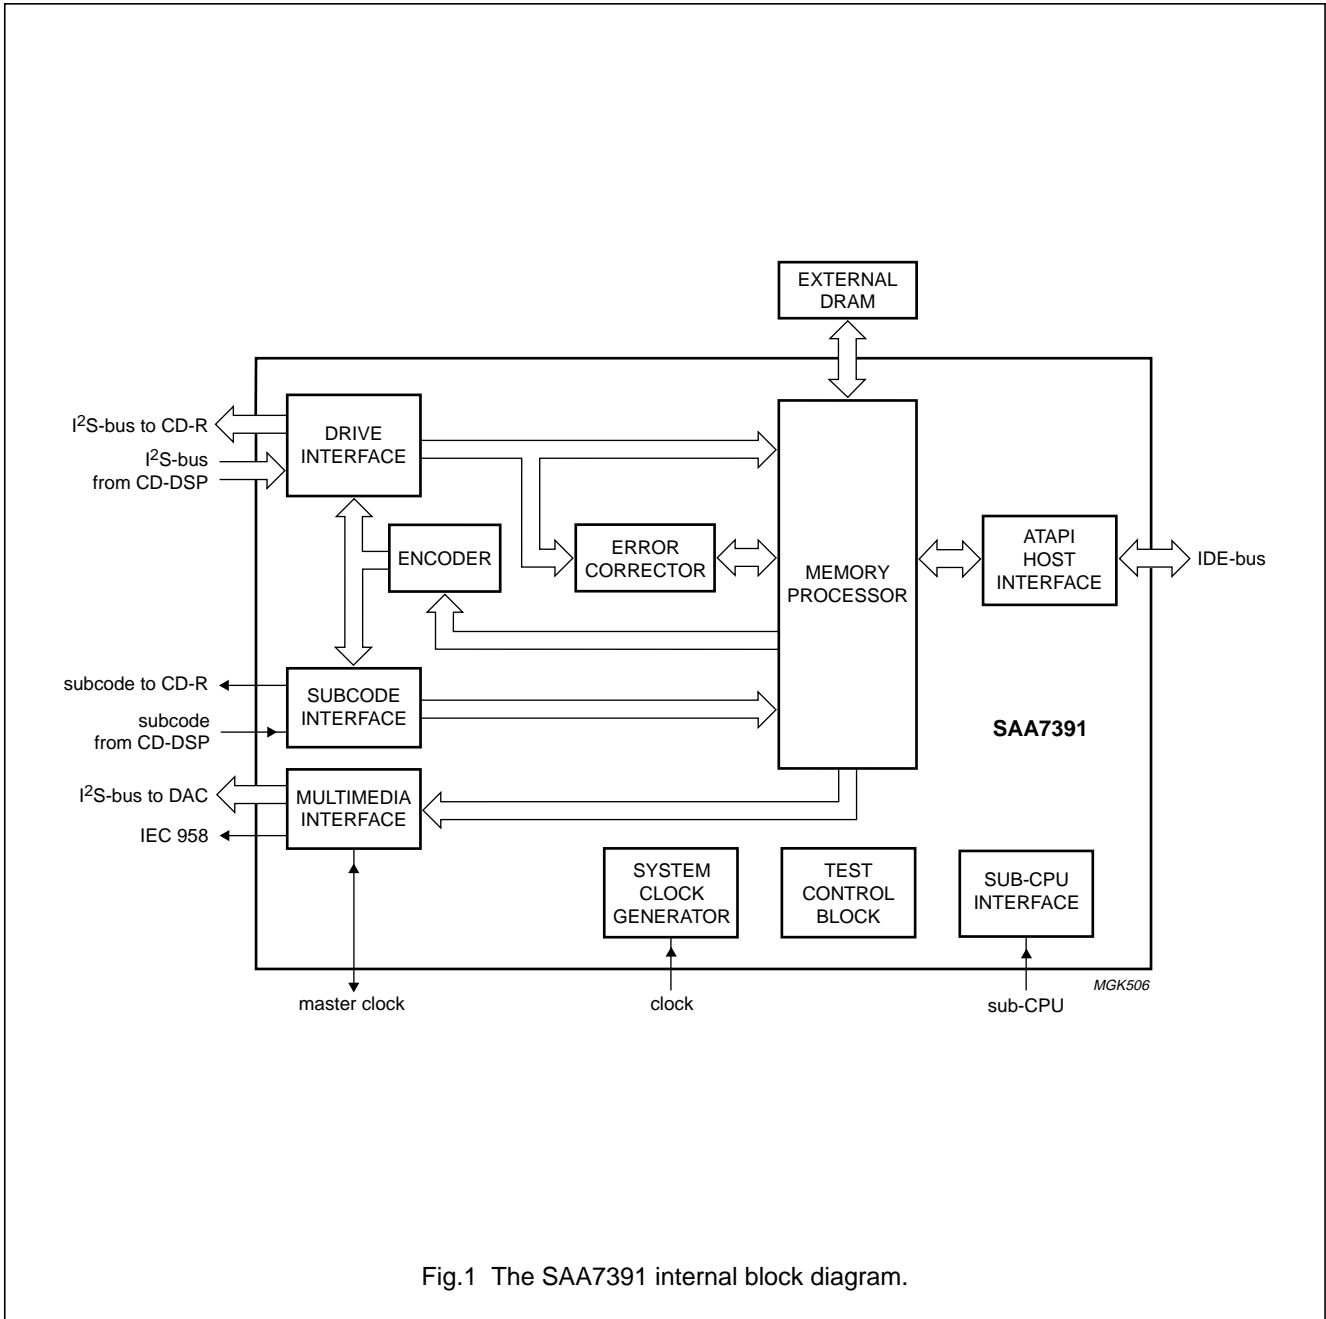 EXTERNAL
DRAM
I2S-bus to CD-R
I2S-bus
from CD-DSP
DRIVE
INTERFACE
ENCODER
ERROR
CORRECTOR
MEMORY
PROCESSOR
ATAPI
HOST
INTERFACE
IDE-bus
subcode to CD-R
subcode
from CD-DSP
SUBCODE
INTERFACE
SAA7391
I2S-bus to DAC
IEC 958
MULTIMEDIA
INTERFACE
SYSTEM
CLOCK
GENERATOR
TEST
CONTROL
BLOCK
SUB-CPU
INTERFACE
MGK506
master clock
clock
sub-CPU
Fig.1 The SAA7391 internal block diagram.